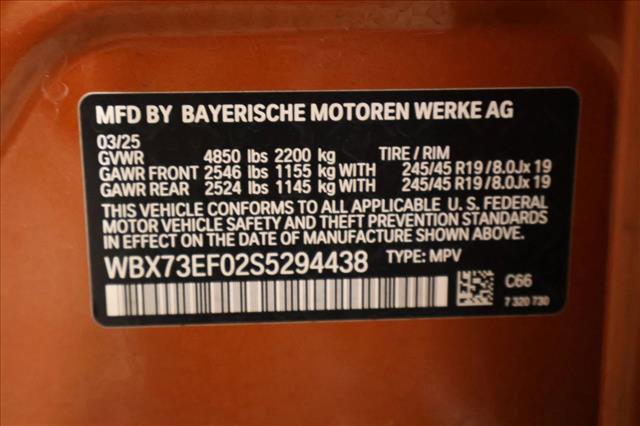 MFD BY BAYERISCHE MOTOREN WERKE AG
03/25
GVWR 4850 lbs 2200 kg TIRE / RIM
GAWR FRONT 2546 lbs 1155 kg WITH 245/45 R19 / 8.0Jx 19
GAWR REAR 2524 lbs 1145 kg WITH 245/45 R19 / 8.0Jx 19
THIS VEHICLE CONFORMS TO ALL APPLICABLE U. S. FEDERAL
MOTOR VEHICLE SAFETY AND THEFT PREVENTION STANDARDS
IN EFFECT ON THE DATE OF MANUFACTURE SHOWN ABOVE.
WBX73EF02S5294438 TYPE: MPV
C66
7 320 730